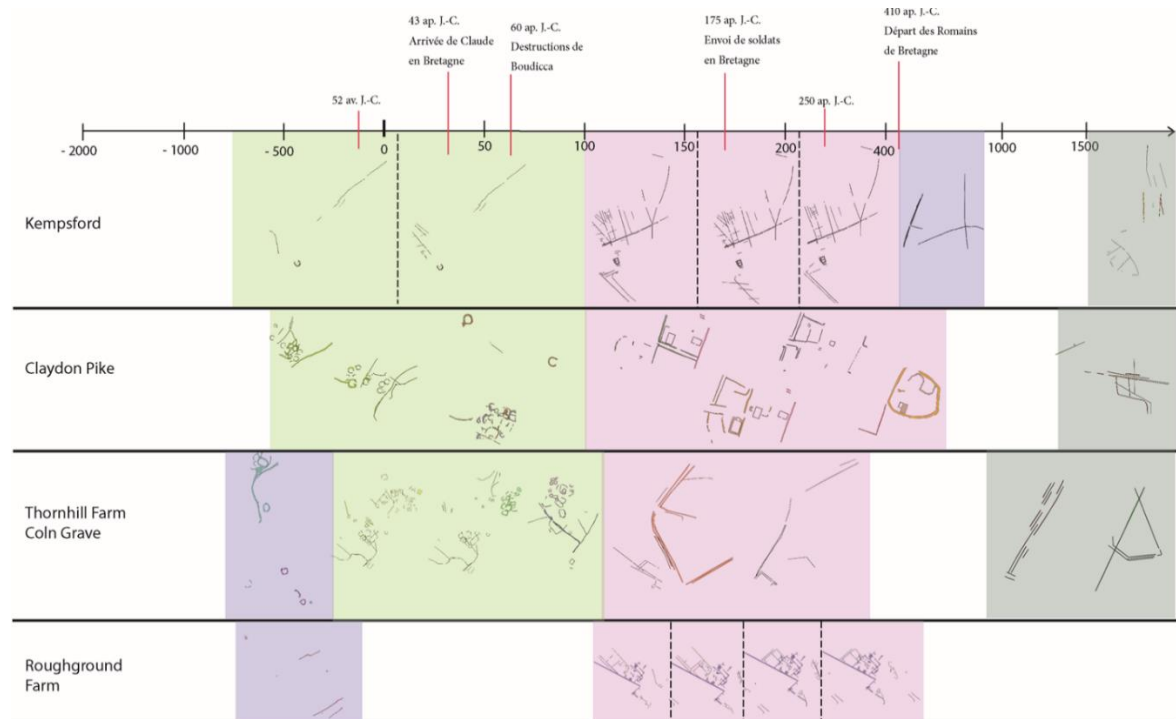 43 ap. J.-C.
Arrivée de Claude
en Bretagne
60 ap. J.-C.
Destructions de
Boudicca
175 ap. J.-C.
Envoi de soldats
en Bretagne
410 ap. J.-C.
Départ des Romains
de Bretagne
52 av. J.-C.
250 ap. J.-C.
- 2000
- 1000
- 500
0
50
100
150
200
400
1000
1500
Kempsford
Claydon Pike
Thornhill Farm
Coln Grave
Roughground
Farm